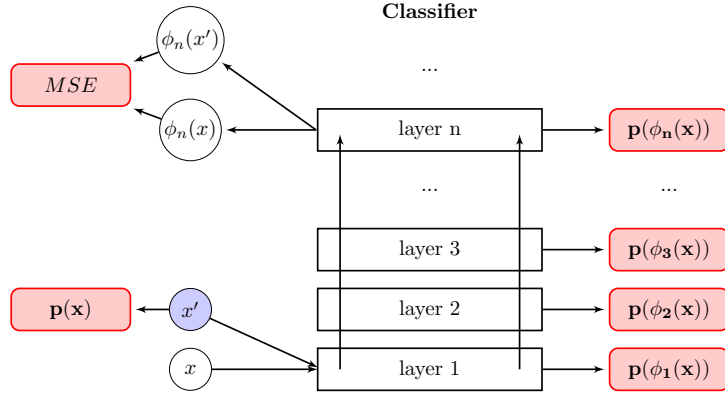 Classifier
ϕₙ(x′)
...
MSE
ϕₙ(x)
layer n
p(ϕₙ(x))
...
...
layer 3
p(ϕ₃(x))
p(x)
x′
layer 2
p(ϕ₂(x))
x
layer 1
p(ϕ₁(x))